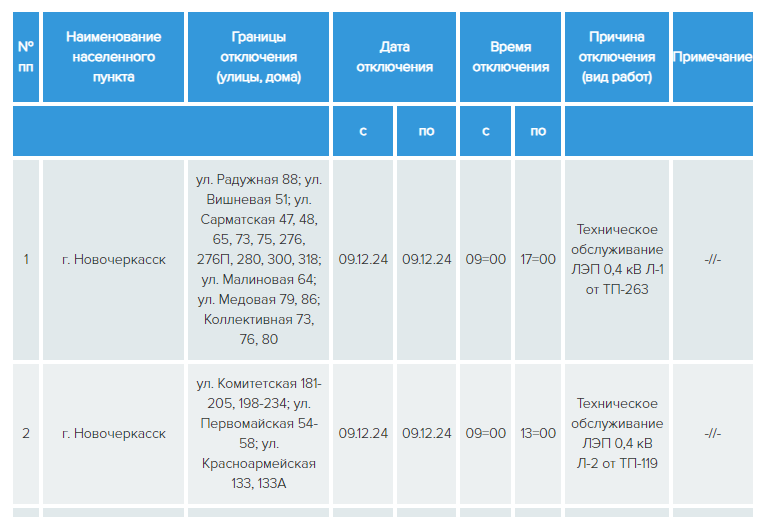 №
пп
Наименование
населенного
пункта
Границы
отключения
(улицы, дома)
Дата
отключения
Время
отключения
Причина
отключения
(вид работ)
Примечание
с
по
с
по
1
г. Новочеркасск
ул. Радужная 88; ул.
Вишневая 51; ул.
Сарматская 47, 48,
65, 73, 75, 276,
276П, 280, 300, 318;
ул. Малиновая 64;
ул. Медовая 79, 86;
Коллективная 73,
76, 80
09.12.24
09.12.24
09=00
17=00
Техническое
обслуживание
ЛЭП 0,4 кВ Л-1
от ТП-263
-//-
2
г. Новочеркасск
ул. Комитетская 181-
205, 198-234; ул.
Первомайская 54-
58; ул.
Красноармейская
133, 133А
09.12.24
09.12.24
09=00
13=00
Техническое
обслуживание
ЛЭП 0,4 кВ
Л-2 от ТП-119
-//-